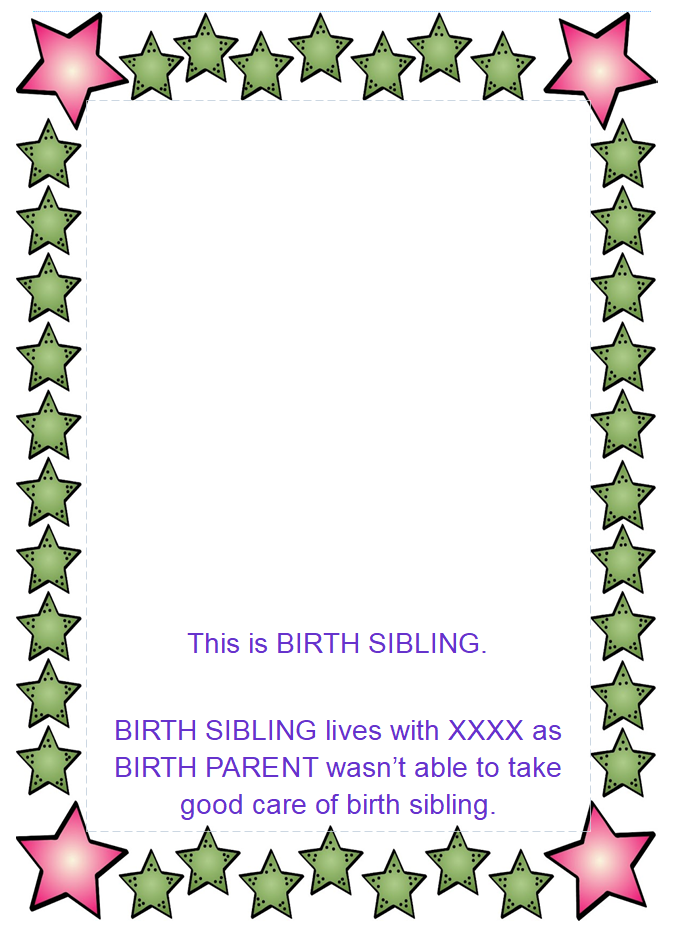 This is BIRTH SIBLING.
BIRTH SIBLING lives with XXXX as
BIRTH PARENT wasn’t able to take
good care of birth sibling.